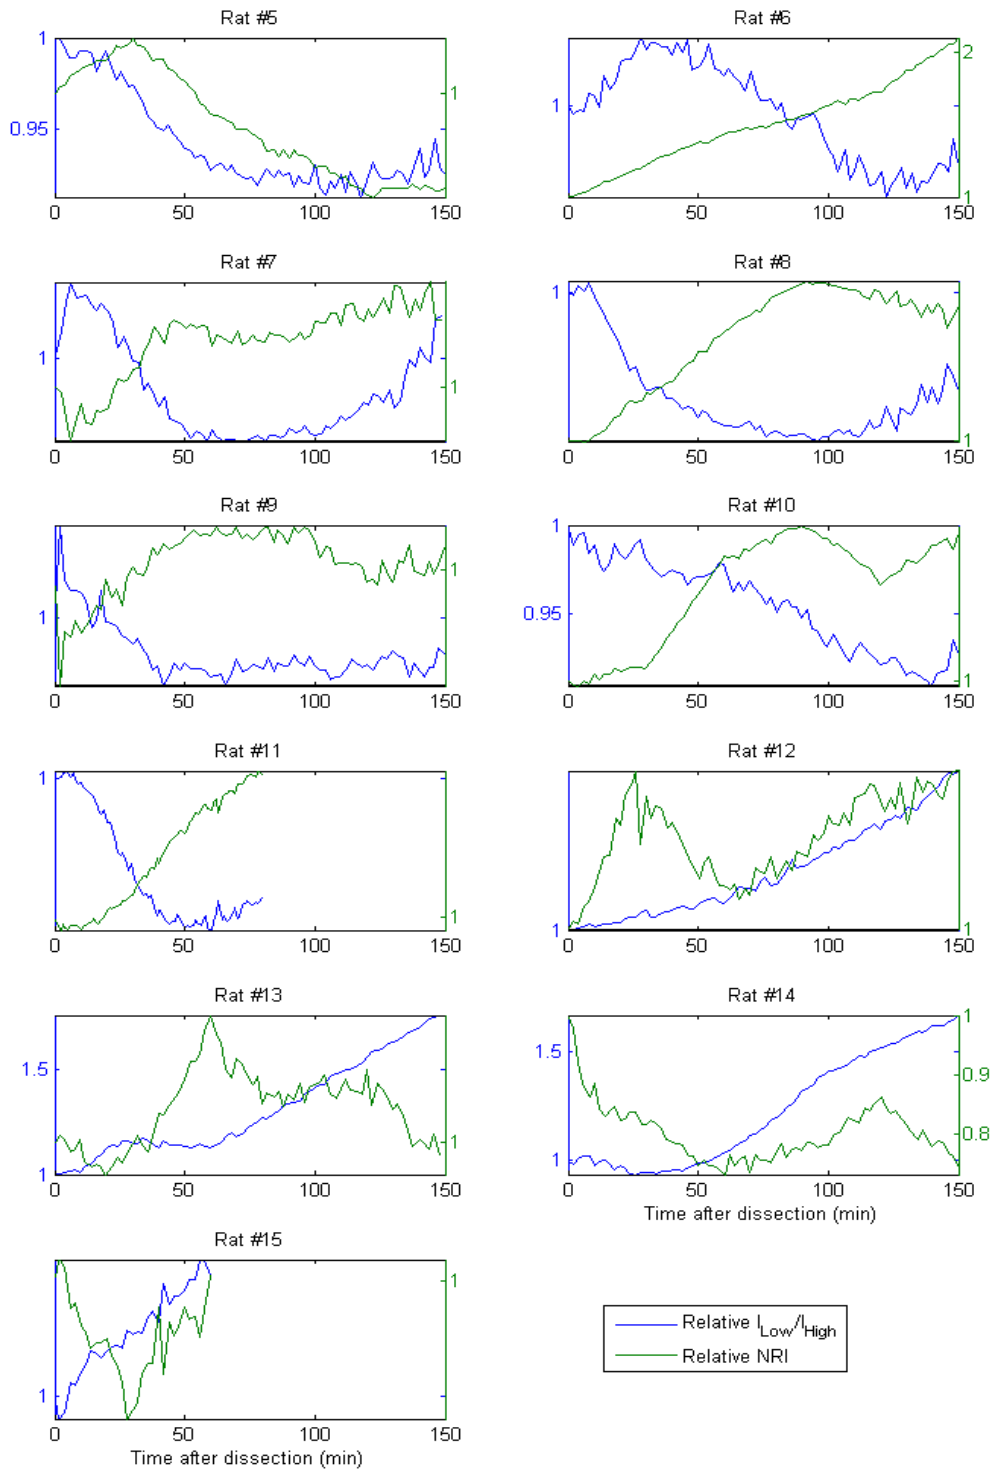 Rat #5
Rat #6
1
0.95
1
1
2
1
0 50 100 150
0 50 100 150
Rat #7
Rat #8
1
1
1
1
0 50 100 150
0 50 100 150
Rat #9
Rat #10
1
1
1
0.95
1
0 50 100 150
0 50 100 150
Rat #11
Rat #12
1
1
1
1
0 50 100 150
0 50 100 150
Rat #13
Rat #14
1.5
1
1
1.5
1
1
0.9
0.8
0 50 100 150
0 50 100 150
Time after dissection (min)
Rat #15
1
1
0 50 100 150
Time after dissection (min)
Relative I_Low/I_High
Relative NRI